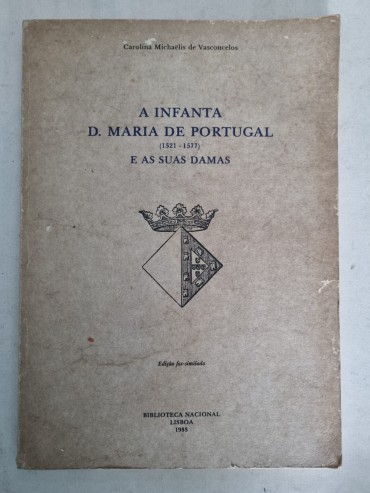 Carolina Michaëlis de Vasconcelos
A INFANTA
D. MARIA DE PORTUGAL
(1521-1577)
E AS SUAS DAMAS
Edição fac-similada
BIBLIOTECA NACIONAL
LISBOA
1983